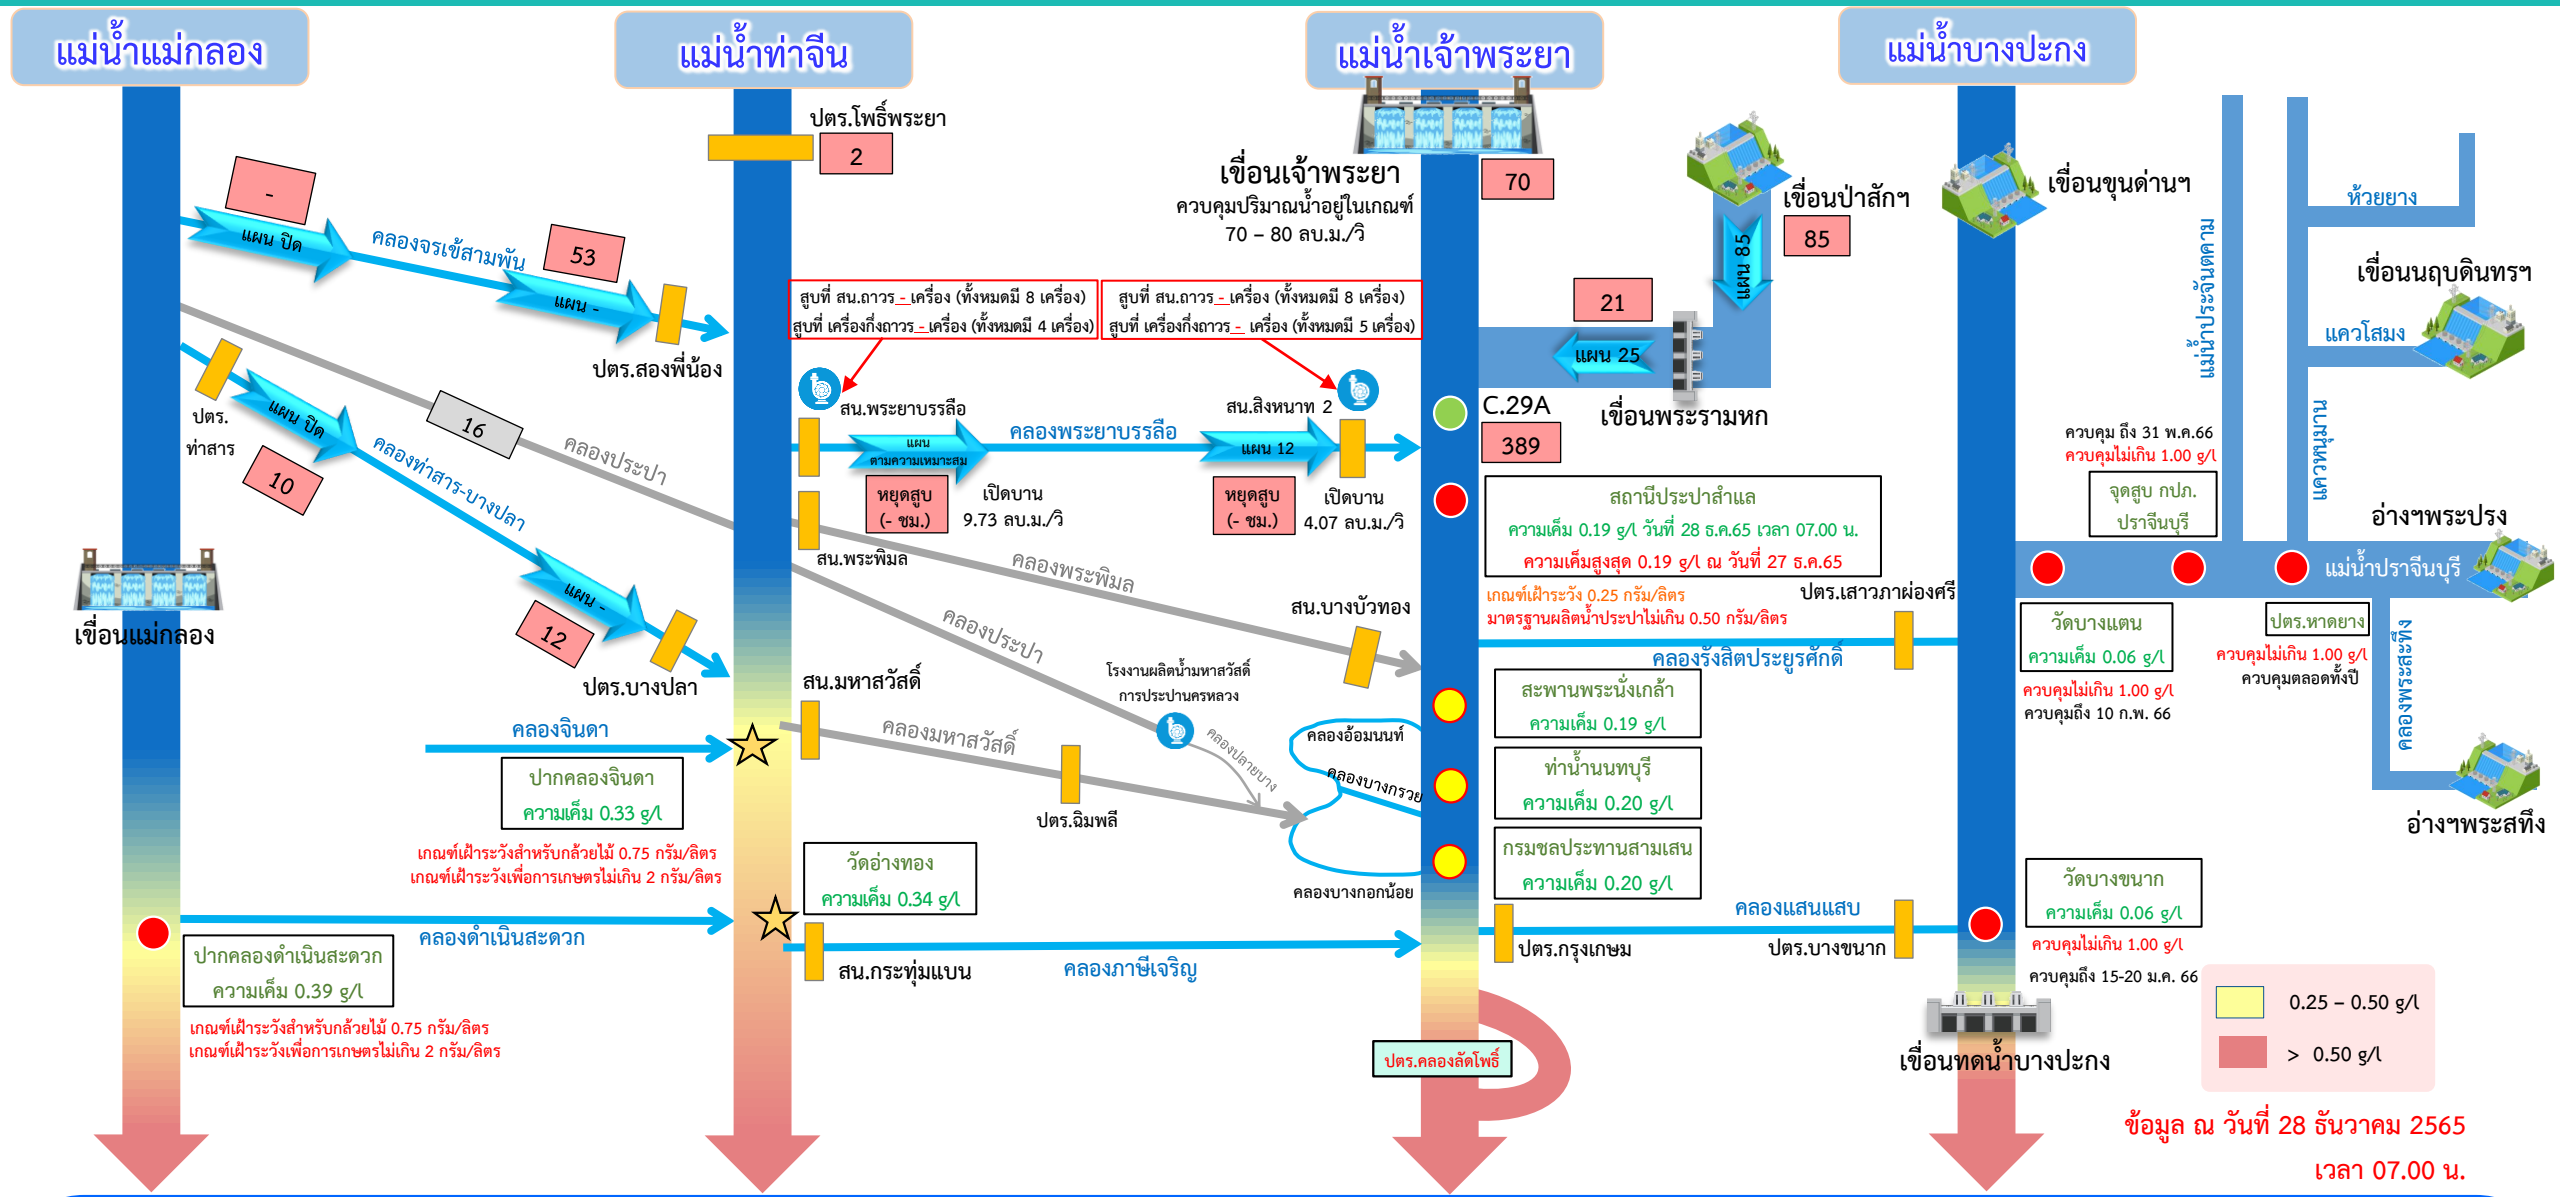 แม่น้ำแม่กลอง
แม่น้ำท่าจีน
แม่น้ำเจ้าพระยา
แม่น้ำบางปะกง
-
แผน ปิด
คลองจรเข้สามพัน
53
แผน -
ปตร.สองพี่น้อง
ปตร.
ท่าสาร
แผน ปิด
10
16
คลองประปา
คลองท่าสาร-บางปลา
แผน -
12
ปตร.บางปลา
เขื่อนแม่กลอง
คลองจินดา
ปากคลองจินดา
ความเค็ม 0.33 g/l
เกณฑ์เฝ้าระวังสำหรับกล้วยไม้ 0.75 กรัม/ลิตร
เกณฑ์เฝ้าระวังเพื่อการเกษตรไม่เกิน 2 กรัม/ลิตร
คลองดำเนินสะดวก
ปากคลองดำเนินสะดวก
ความเค็ม 0.39 g/l
เกณฑ์เฝ้าระวังสำหรับกล้วยไม้ 0.75 กรัม/ลิตร
เกณฑ์เฝ้าระวังเพื่อการเกษตรไม่เกิน 2 กรัม/ลิตร
ปตร.โพธิ์พระยา
2
สูบที่ สน.ถาวร - เครื่อง (ทั้งหมดมี 8 เครื่อง)
สูบที่ เครื่องกึ่งถาวร - เครื่อง (ทั้งหมดมี 4 เครื่อง)
สูบที่ สน.ถาวร - เครื่อง (ทั้งหมดมี 8 เครื่อง)
สูบที่ เครื่องกึ่งถาวร - เครื่อง (ทั้งหมดมี 5 เครื่อง)
สน.พระยาบรรลือ
แผน
ตามความเหมาะสม
คลองพระยาบรรลือ
สน.สิงหนาท 2
แผน 12
หยุดสูบ
(- ชม.)
เปิดบาน
9.73 ลบ.ม./วิ
หยุดสูบ
(- ชม.)
เปิดบาน
4.07 ลบ.ม./วิ
สน.พระพิมล
คลองพระพิมล
สน.บางบัวทอง
คลองประปา
โรงงานผลิตน้ำมหาสวัสดิ์
การประปานครหลวง
สน.มหาสวัสดิ์
คลองมหาสวัสดิ์
คลองปลายบาง
ปตร.ฉิมพลี
คลองอ้อมนนท์
คลองบางกรวย
คลองบางกอกน้อย
วัดอ่างทอง
ความเค็ม 0.34 g/l
สน.กระทุ่มแบน
คลองภาษีเจริญ
เขื่อนเจ้าพระยา
ควบคุมปริมาณน้ำอยู่ในเกณฑ์
70 – 80 ลบ.ม./วิ
70
เขื่อนป่าสักฯ
85
แผน 85
21
แผน 25
เขื่อนพระรามหก
C.29A
389
สถานีประปาสำแล
ความเค็ม 0.19 g/l วันที่ 28 ธ.ค.65 เวลา 07.00 น.
ความเค็มสูงสุด 0.19 g/l ณ วันที่ 27 ธ.ค.65
เกณฑ์เฝ้าระวัง 0.25 กรัม/ลิตร
มาตรฐานผลิตน้ำประปาไม่เกิน 0.50 กรัม/ลิตร
ปตร.เสาวภาผ่องศรี
คลองรังสิตประยูรศักดิ์
สะพานพระนั่งเกล้า
ความเค็ม 0.19 g/l
ท่าน้ำนนทบุรี
ความเค็ม 0.20 g/l
กรมชลประทานสามเสน
ความเค็ม 0.20 g/l
คลองแสนแสบ
ปตร.กรุงเกษม
ปตร.บางขนาก
ปตร.คลองลัดโพธิ์
เขื่อนขุนด่านฯ
แม่น้ำประจันตคาม
ห้วยยาง
เขื่อนนฤบดินทรฯ
แควโสมง
แควหนุมาน
ควบคุม ถึง 31 พ.ค.66
ควบคุมไม่เกิน 1.00 g/l
จุดสูบ กปภ.
ปราจีนบุรี
อ่างฯพระปรง
แม่น้ำปราจีนบุรี
วัดบางแตน
ความเค็ม 0.06 g/l
ควบคุมไม่เกิน 1.00 g/l
ควบคุมถึง 10 ก.พ. 66
ปตร.หาดยาง
ควบคุมไม่เกิน 1.00 g/l
ควบคุมตลอดทั้งปี
คลองพระสะทึง
อ่างฯพระสทึง
วัดบางขนาก
ความเค็ม 0.06 g/l
ควบคุมไม่เกิน 1.00 g/l
ควบคุมถึง 15-20 ม.ค. 66
เขื่อนทดน้ำบางปะกง
0.25 – 0.50 g/l
> 0.50 g/l
ข้อมูล ณ วันที่ 28 ธันวาคม 2565
เวลา 07.00 น.